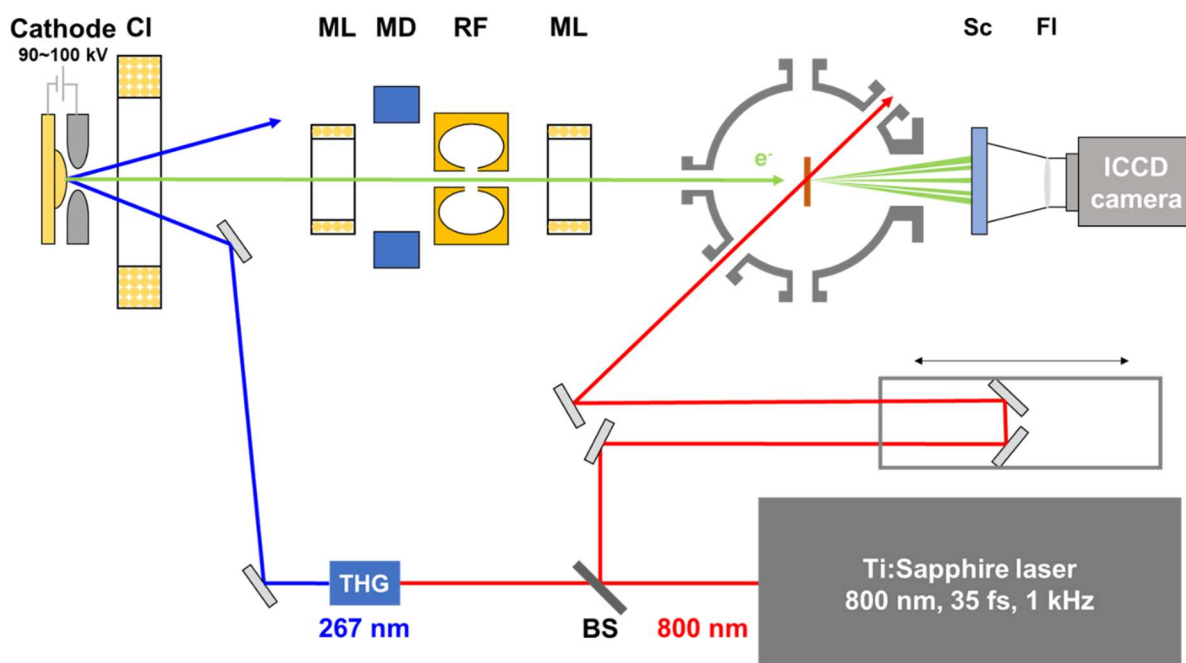 Cathode
90~100 kV
Cl
ML
MD
RF
ML
Sc
Fl
e-
ICCD
camera
Ti:Sapphire laser
800 nm, 35 fs, 1 kHz
THG
267 nm
BS
800 nm